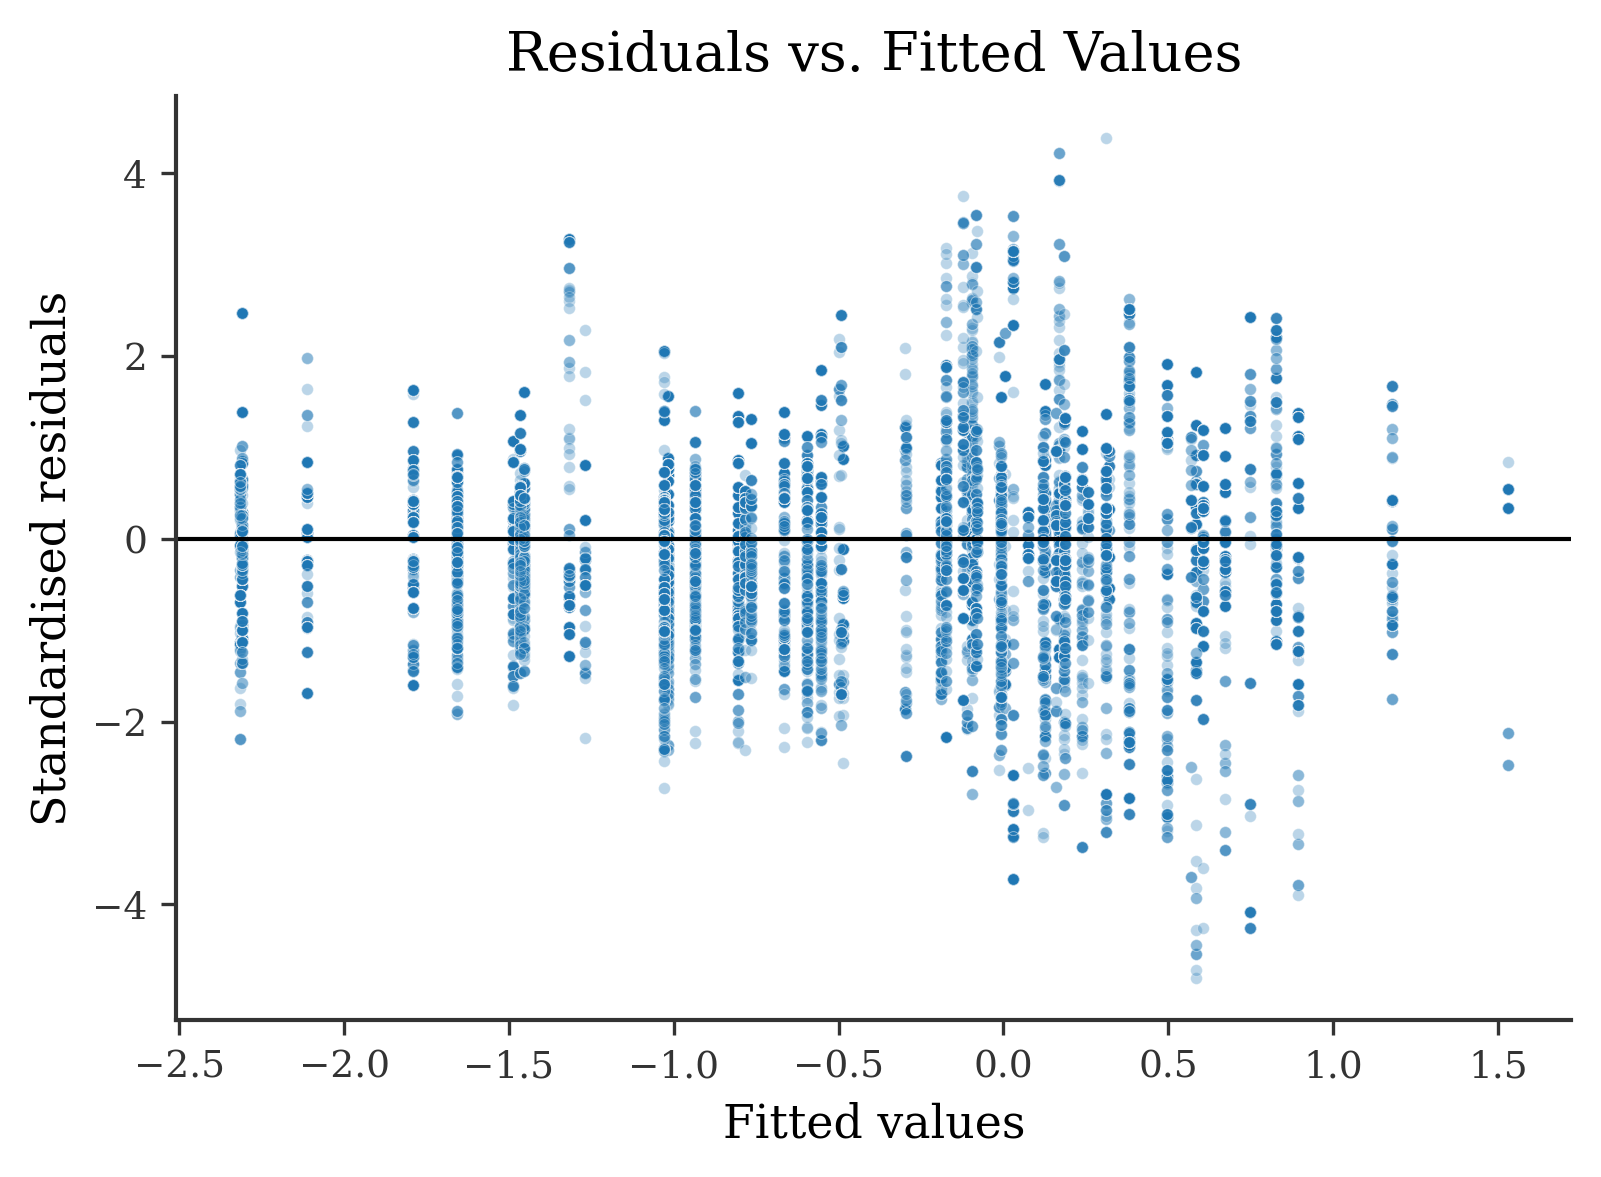 Residuals vs. Fitted Values
Standardised residuals
4
2
0
−2
−4
−2.5 −2.0 −1.5 −1.0 −0.5 0.0 0.5 1.0 1.5
Fitted values